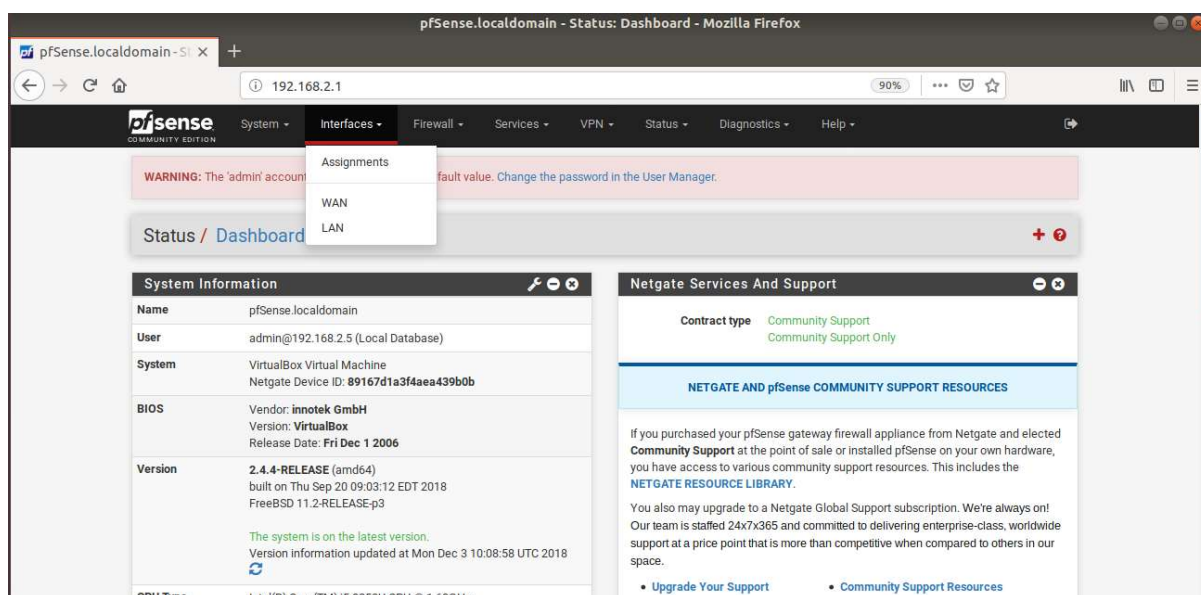 pfSense.localdomain - Status: Dashboard - Mozilla Firefox
pfSense.localdomain - St
192.168.2.1
90%
pfsense COMMUNITY EDITION
System Interfaces Firewall Services VPN Status Diagnostics Help
Assignments
WAN
LAN
WARNING: The 'admin' account fault value. Change the password in the User Manager.
Status / Dashboard
System Information
Name pfSense.localdomain
User admin@192.168.2.5 (Local Database)
System VirtualBox Virtual Machine
Netgate Device ID: 89167d1a3f4aea439b0b
BIOS Vendor: innotek GmbH
Version: VirtualBox
Release Date: Fri Dec 1 2006
Version 2.4.4-RELEASE (amd64)
built on Thu Sep 20 09:03:12 EDT 2018
FreeBSD 11.2-RELEASE-p3
The system is on the latest version.
Version information updated at Mon Dec 3 10:08:58 UTC 2018
Netgate Services And Support
Contract type Community Support
Community Support Only
NETGATE AND pfSense COMMUNITY SUPPORT RESOURCES
If you purchased your pfSense gateway firewall appliance from Netgate and elected
Community Support at the point of sale or installed pfSense on your own hardware,
you have access to various community support resources. This includes the
NETGATE RESOURCE LIBRARY.
You also may upgrade to a Netgate Global Support subscription. We're always on!
Our team is staffed 24x7x365 and committed to delivering enterprise-class, worldwide
support at a price point that is more than competitive when compared to others in our
space.
• Upgrade Your Support • Community Support Resources